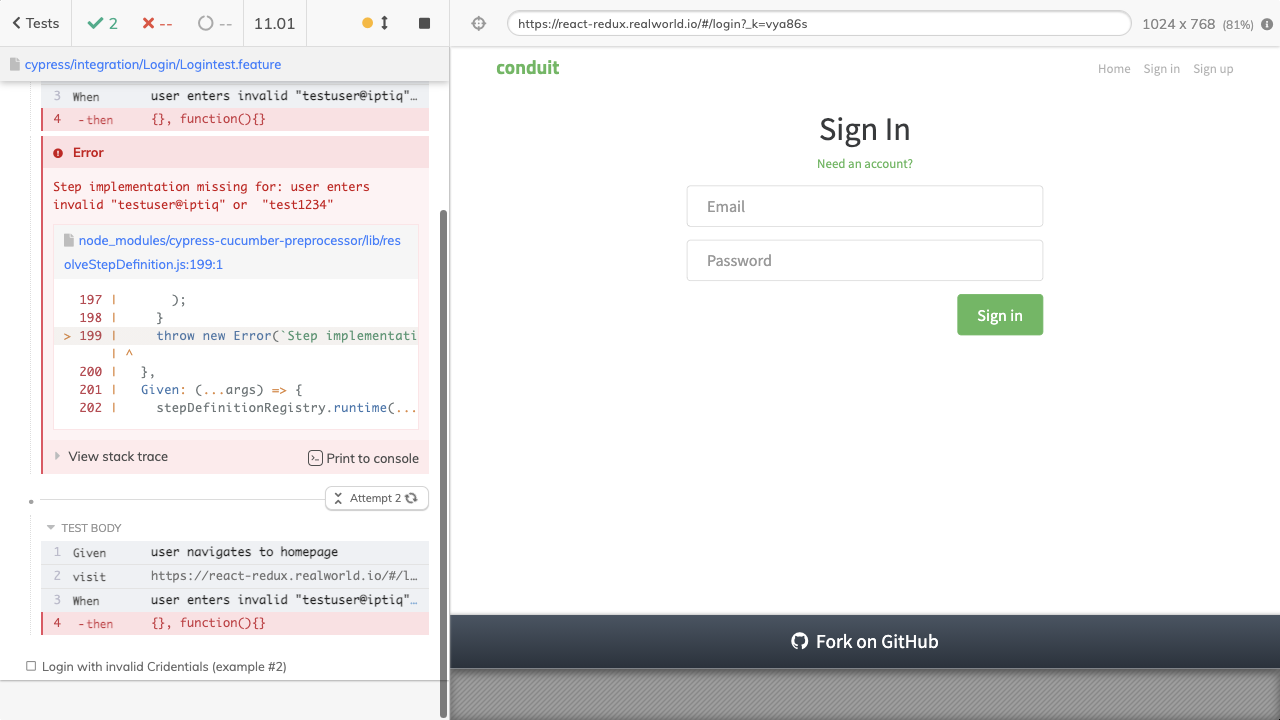 Tests
2
--
--
11.01
https://react-redux.realworld.io/#/login?_k=vya86s
1024 x 768 (81%)
cypress/integration/Login/Logintest.feature
3 When user enters invalid "testuser@iptiq"…
4 -then {}, function(){}
Error
Step implementation missing for: user enters
invalid "testuser@iptiq" or  "test1234"
node_modules/cypress-cucumber-preprocessor/lib/res
olveStepDefinition.js:199:1
197 |       );
198 |     }
> 199 |     throw new Error(`Step implementati
| ^
200 |   },
201 |   Given: (...args) => {
202 |     stepDefinitionRegistry.runtime(...
View stack trace
Print to console
Attempt 2
TEST BODY
1 Given user navigates to homepage
2 visit https://react-redux.realworld.io/#/l…
3 When user enters invalid "testuser@iptiq"…
4 -then {}, function(){}
Login with invalid Cridentials (example #2)
conduit
Home Sign in Sign up
Sign In
Need an account?
Email
Password
Sign in
Fork on GitHub